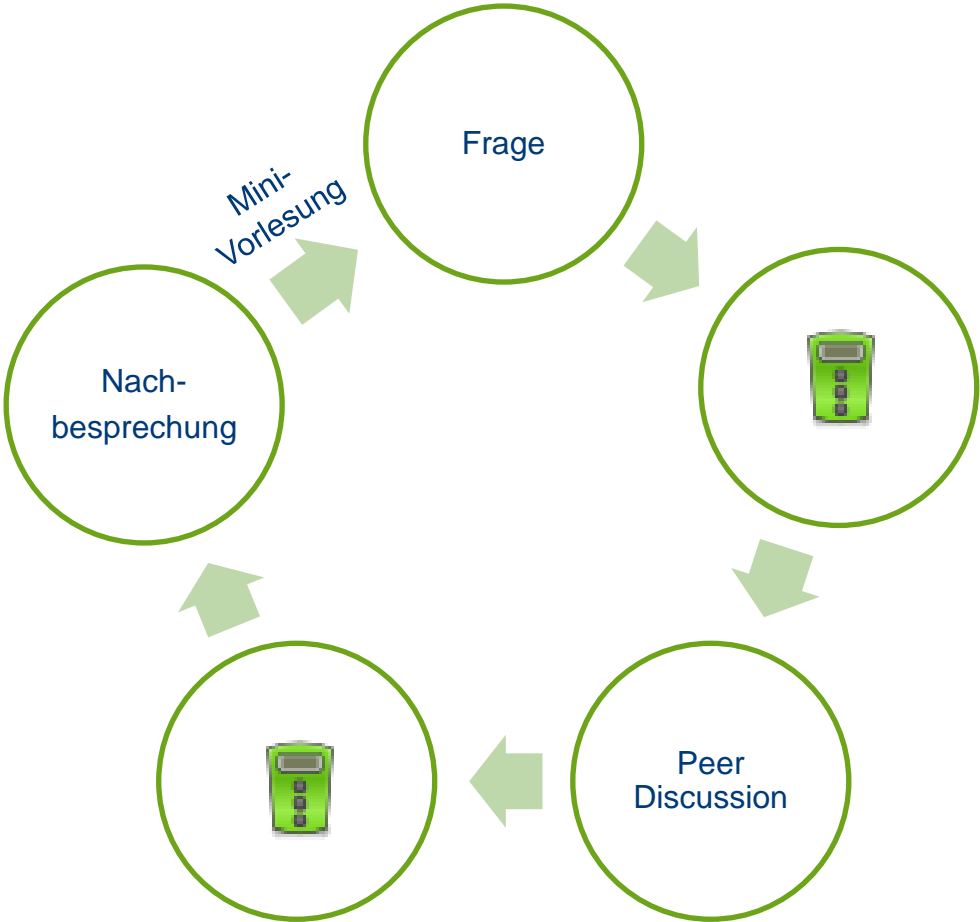 Frage
Mini-
Vorlesung
Nach-
besprechung
Peer
Discussion